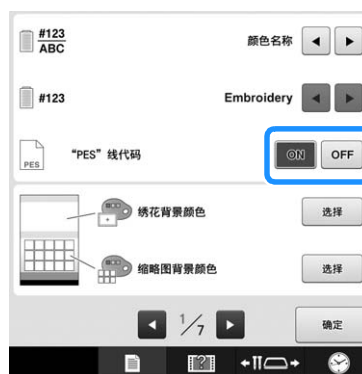 #123
ABC
颜色名称
#123
Embroidery
PES
“PES”线代码
ON
OFF
绣花背景颜色
选择
缩略图背景颜色
选择
1/7
确定